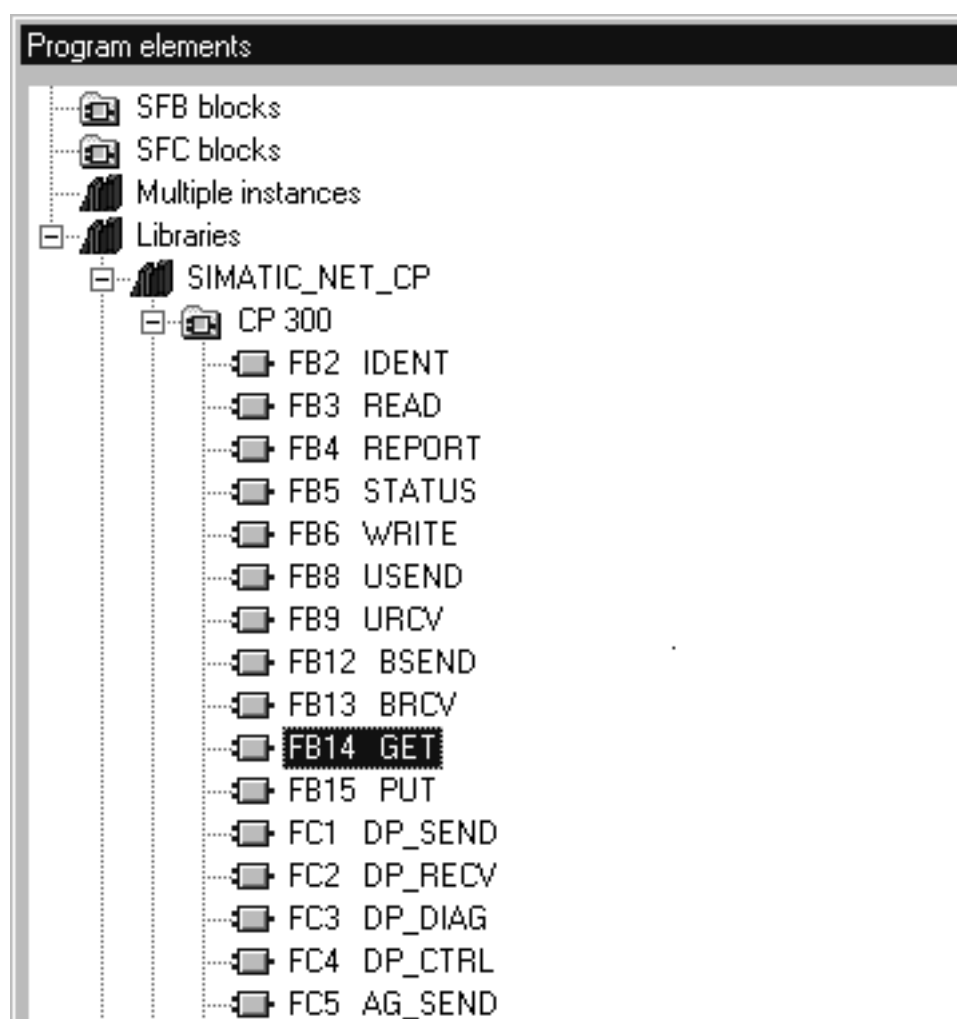 Program elements
SFB blocks
SFC blocks
Multiple instances
Libraries
SIMATIC_NET_CP
CP 300
FB2 IDENT
FB3 READ
FB4 REPORT
FB5 STATUS
FB6 WRITE
FB8 USEND
FB9 URCV
FB12 BSEND
FB13 BRCV
FB14 GET
FB15 PUT
FC1 DP_SEND
FC2 DP_RECV
FC3 DP_DIAG
FC4 DP_CTRL
FC5 AG_SEND